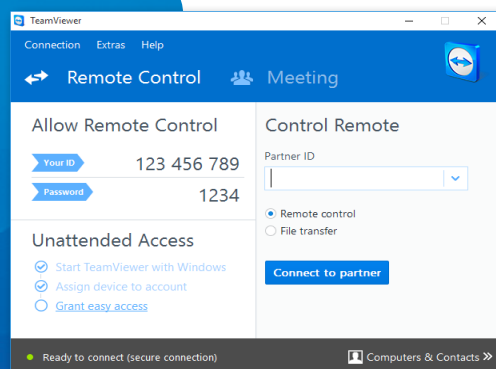 TeamViewer
Connection Extras Help
Remote Control Meeting
Allow Remote Control
Your ID 123 456 789
Password 1234
Unattended Access
Start TeamViewer with Windows
Assign device to account
Grant easy access
Control Remote
Partner ID
Remote control
File transfer
Connect to partner
Ready to connect (secure connection)
Computers & Contacts